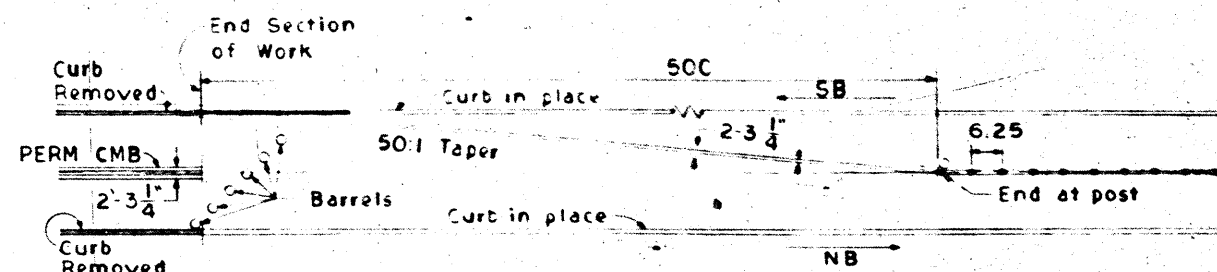 End Section
of Work
50C
Curb
Removed
Curb in place
SB
2-3 1/4"
6.25
50:1 Taper
PERM CMB
2'-3 1/4"
Barrels
End at post
Curb in place
Curb
Removed
NB